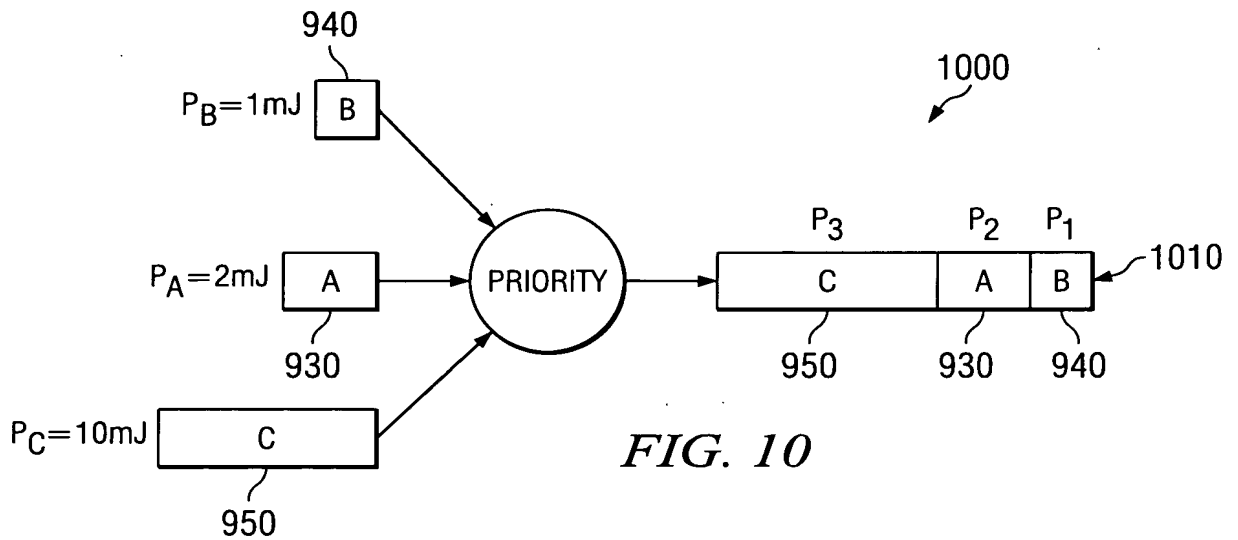 940
1000
P_B=1mJ B
P_3 P_2 P_1
P_A=2mJ A PRIORITY C A B 1010
930 950 930 940
P_C=10mJ C
950
FIG. 10